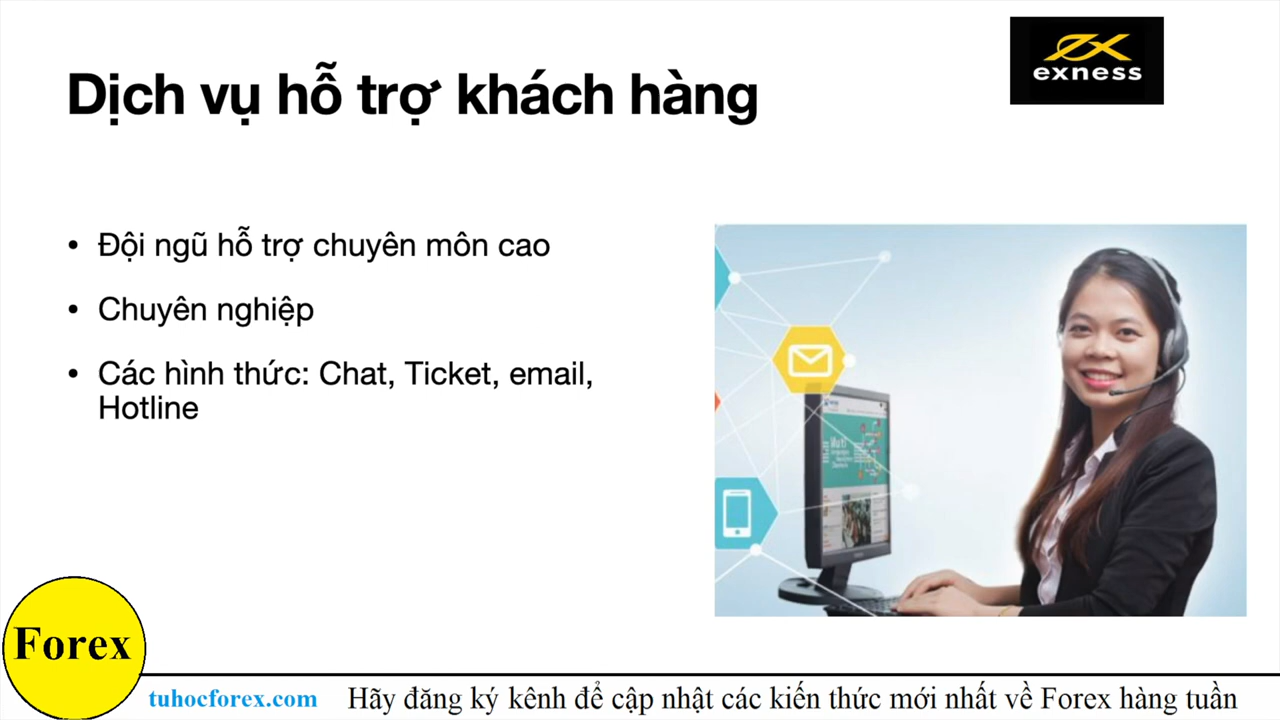 exness
Dịch vụ hỗ trợ khách hàng
• Đội ngũ hỗ trợ chuyên môn cao
• Chuyên nghiệp
• Các hình thức: Chat, Ticket, email,
Hotline
Multi
Forex
tuhocforex.com
Hãy đăng ký kênh để cập nhật các kiến thức mới nhất về Forex hàng tuần